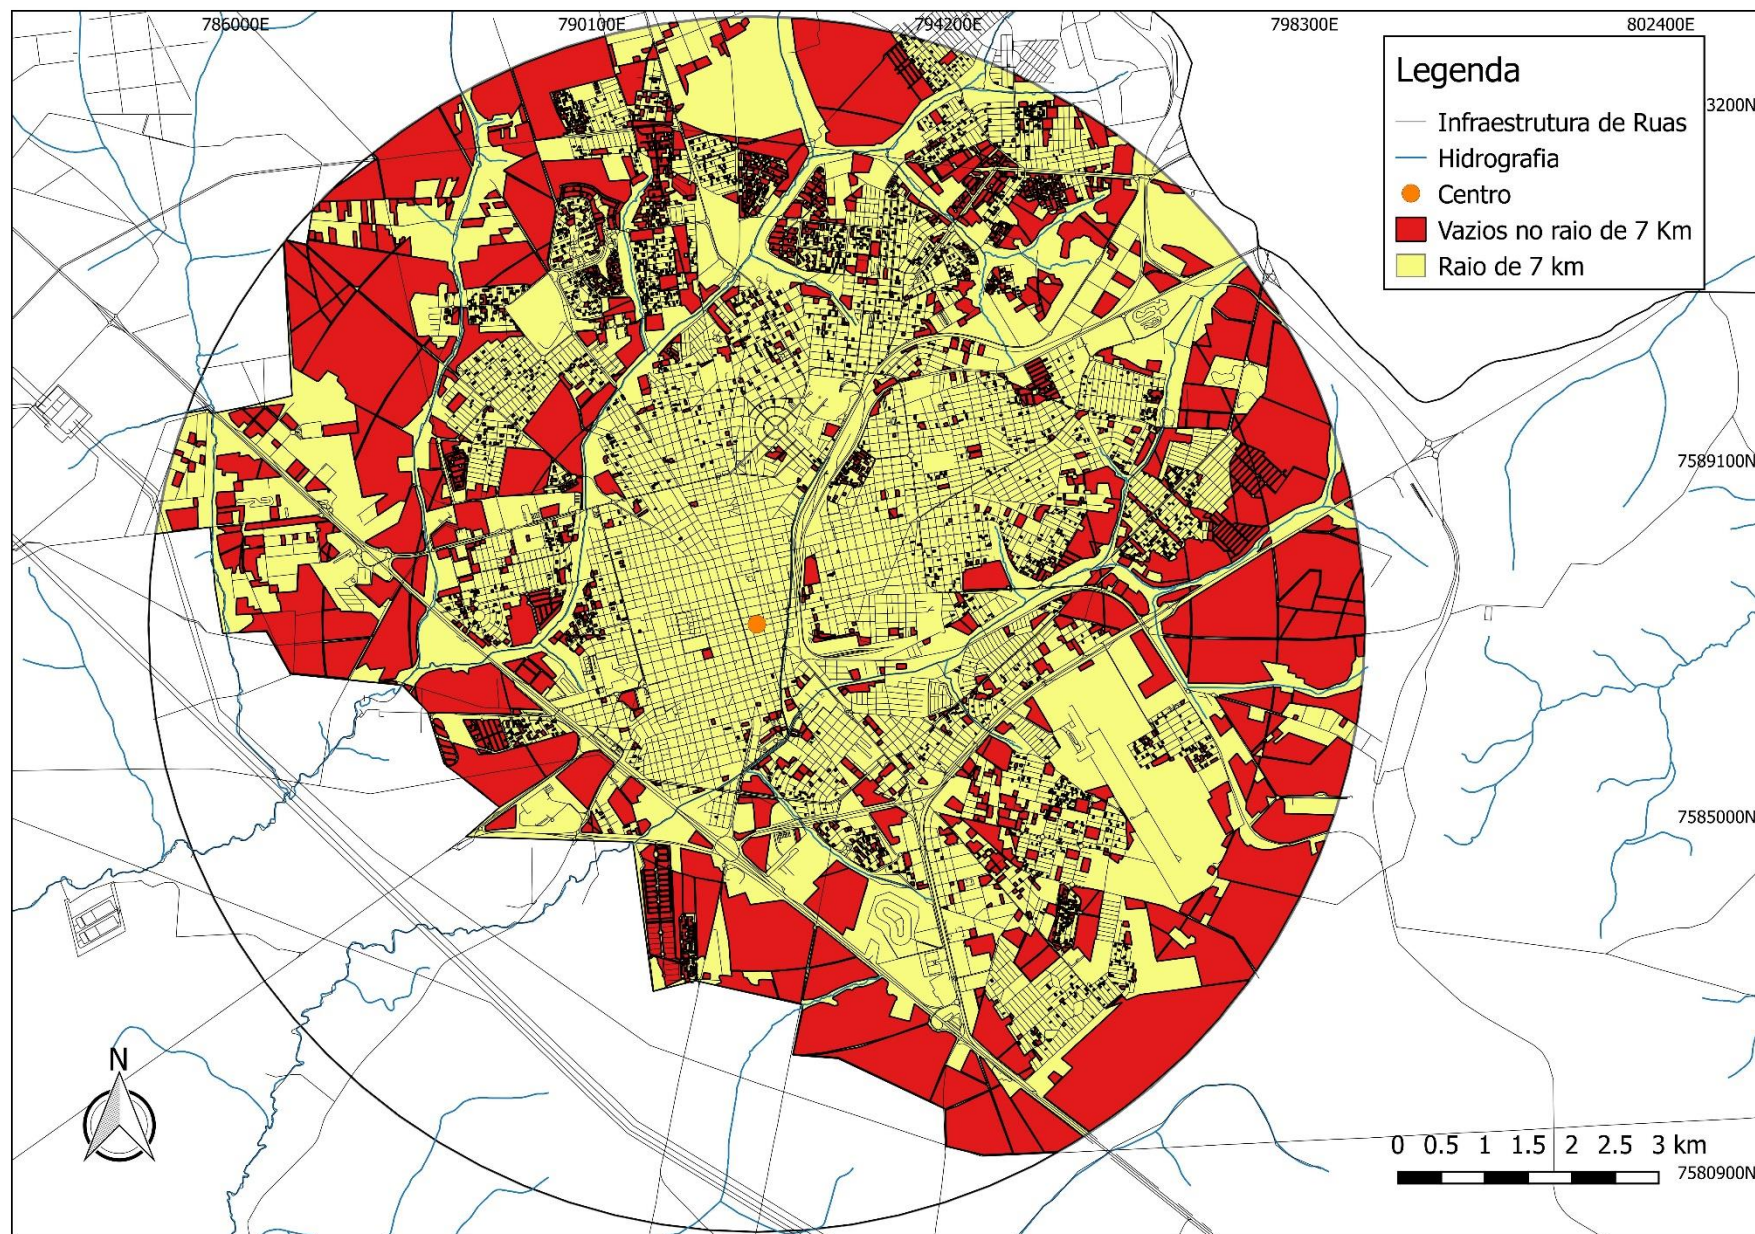 786000E 790100E 794200E 798300E 802400E
Legenda
Infraestrutura de Ruas
Hidrografia
Centro
Vazios no raio de 7 Km
Raio de 7 km
3200N
7589100N
7585000N
N
0 0.5 1 1.5 2 2.5 3 km
7580900N